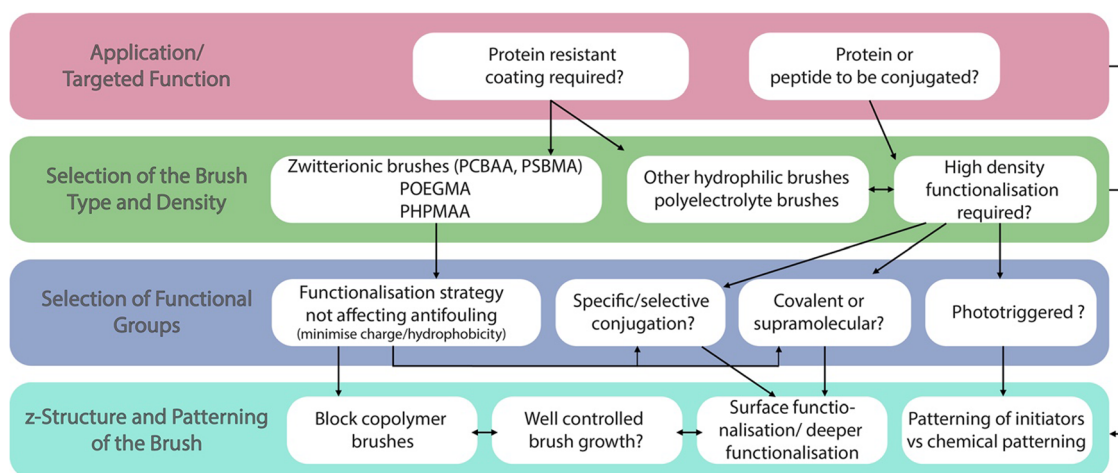 Application/
Targeted Function
Protein resistant
coating required?
Protein or
peptide to be conjugated?
Selection of the Brush
Type and Density
Zwitterionic brushes (PCBAA, PSBMA)
POEGMA
PHPMAA
Other hydrophilic brushes
polyelectrolyte brushes
High density
functionalisation
required?
Selection of Functional
Groups
Functionalisation strategy
not affecting antifouling
(minimise charge/hydrophobicity)
Specific/selective
conjugation?
Covalent or
supramolecular?
Phototriggered ?
z-Structure and Patterning
of the Brush
Block copolymer
brushes
Well controlled
brush growth?
Surface functio-
nalisation/ deeper
functionalisation
Patterning of initiators
vs chemical patterning